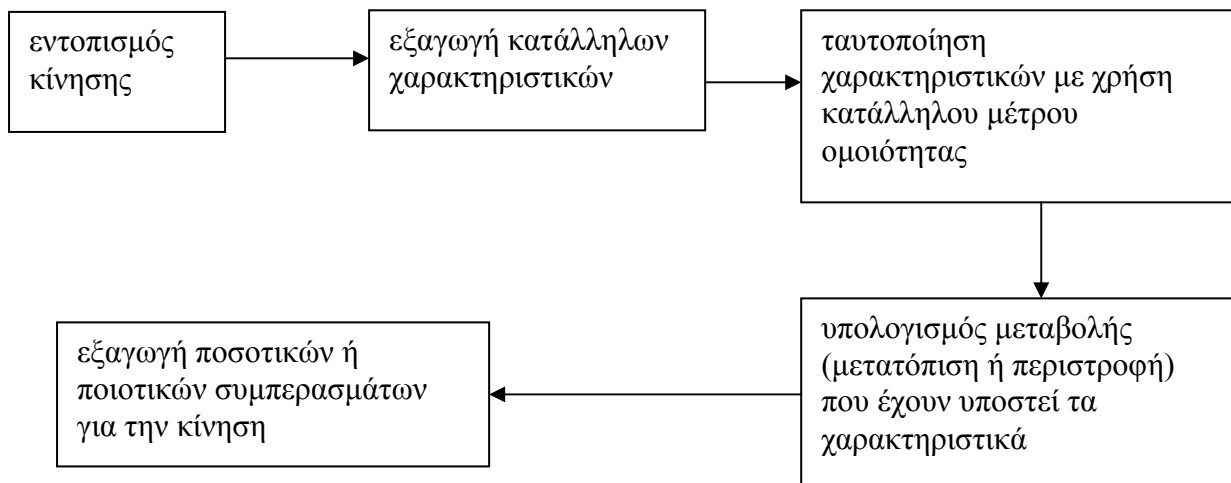 εντοπισμός
κίνησης
εξαγωγή κατάλληλων
χαρακτηριστικών
ταυτοποίηση
χαρακτηριστικών με χρήση
κατάλληλου μέτρου
ομοιότητας
υπολογισμός μεταβολής
(μετατόπιση ή περιστροφή)
που έχουν υποστεί τα
χαρακτηριστικά
εξαγωγή ποσοτικών ή
ποιοτικών συμπερασμάτων
για την κίνηση